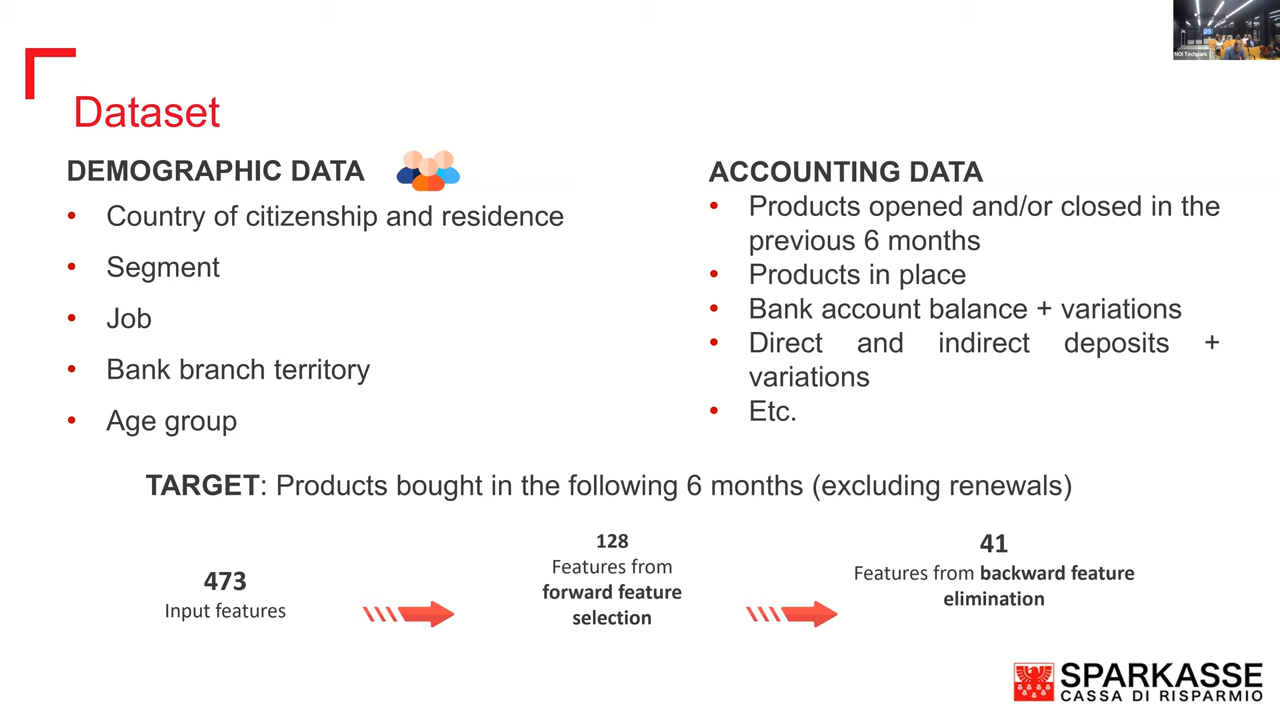 NOI Techpark
Dataset
DEMOGRAPHIC DATA
• Country of citizenship and residence
• Segment
• Job
• Bank branch territory
• Age group
ACCOUNTING DATA
• Products opened and/or closed in the
previous 6 months
• Products in place
• Bank account balance + variations
• Direct and indirect deposits +
variations
• Etc.
TARGET: Products bought in the following 6 months (excluding renewals)
473
Input features
128
Features from
forward feature
selection
41
Features from backward feature
elimination
SPARKASSE
CASSA DI RISPARMIO